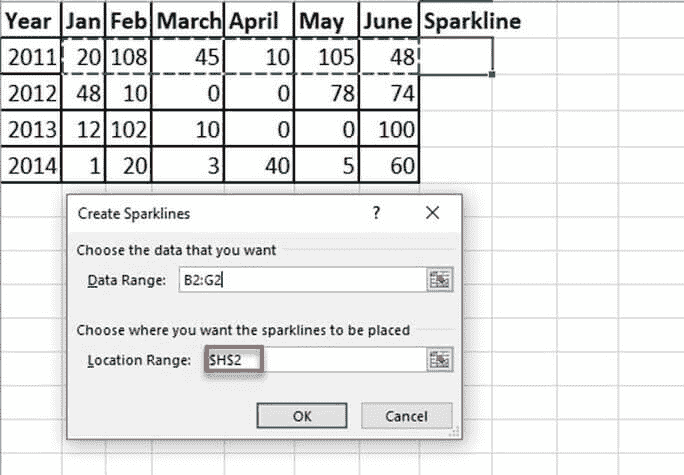 Year Jan Feb March April May June Sparkline
2011 20 108 45 10 105 48
2012 48 10 0 0 78 74
2013 12 102 10 0 0 100
2014 1 20 3 40 5 60
Create Sparklines ? ×
Choose the data that you want
Data Range: B2:G2
Choose where you want the sparklines to be placed
Location Range: $H$2
OK Cancel